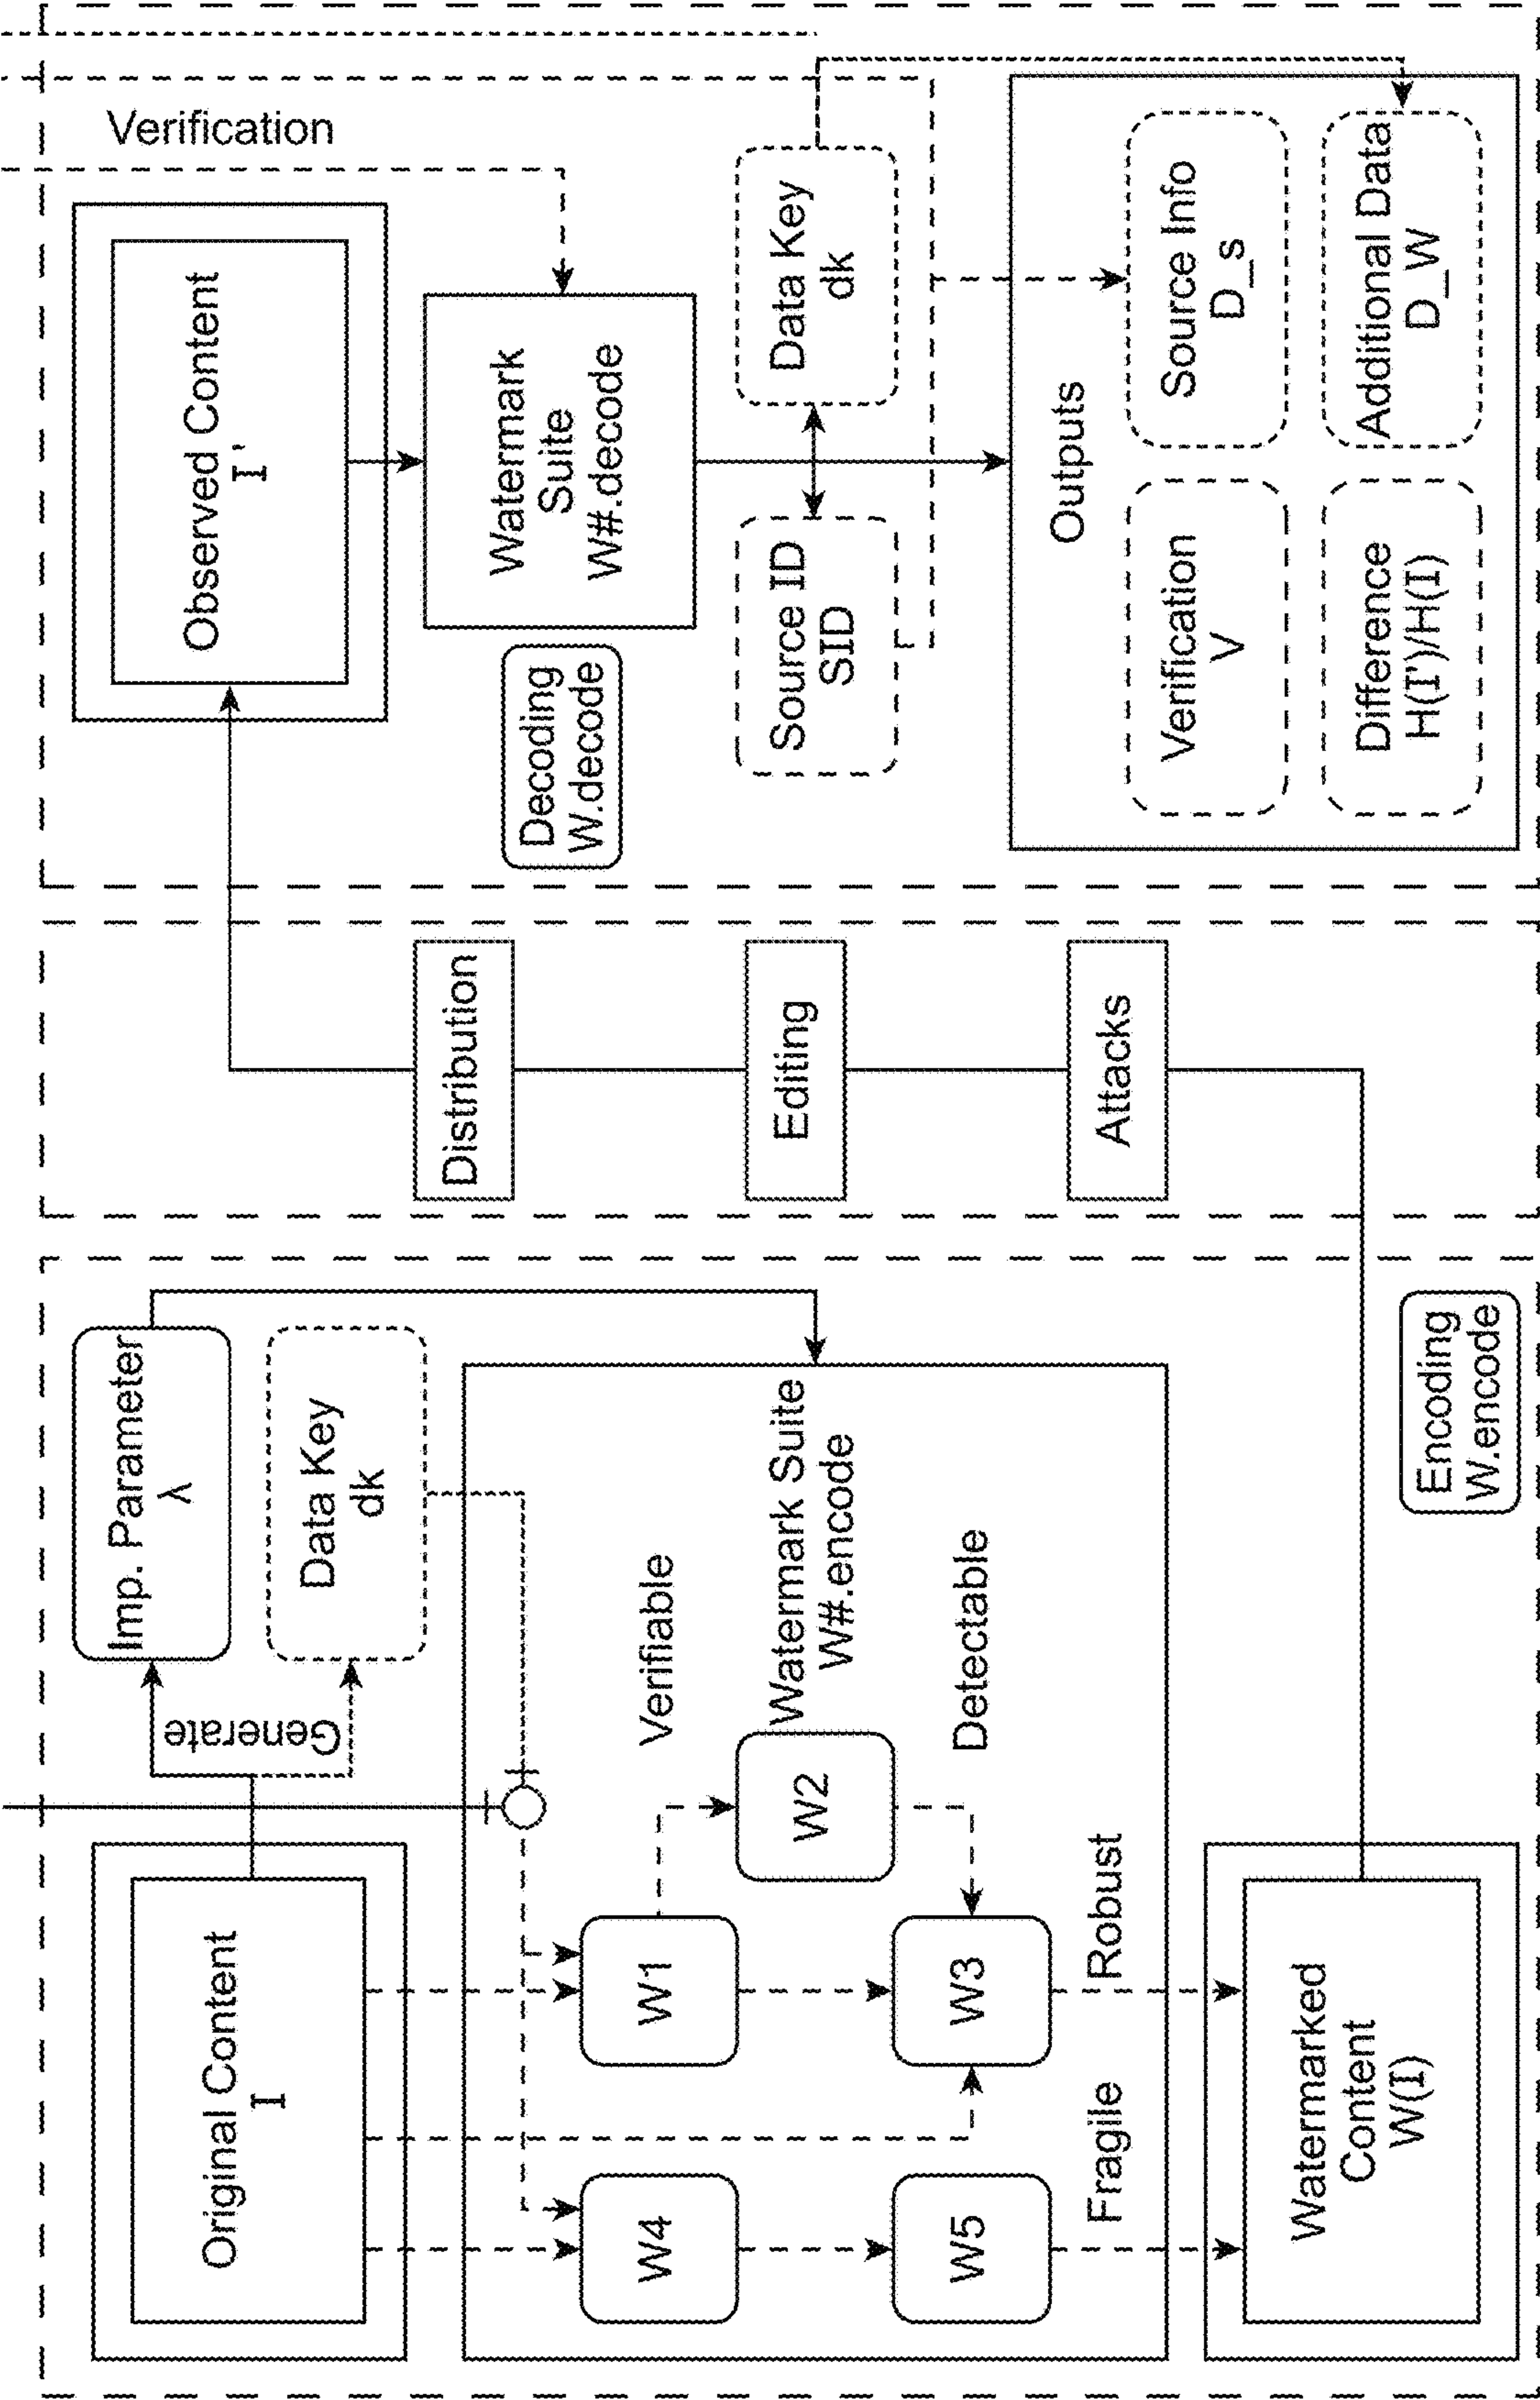 Original Content
I
Generate
Imp. Parameter
λ
Data Key
dk
W4
W1
Verifiable
W2
Watermark Suite
W#.encode
W5
W3
Detectable
Fragile
Robust
Watermarked
Content
W(I)
Encoding
W.encode
Distribution
Editing
Attacks
Verification
Observed Content
I'
Decoding
W.decode
Watermark
Suite
W#.decode
Source ID
SID
Data Key
dk
Outputs
Verification
V
Source Info
D_s
Difference
H(I')/H(I)
Additional Data
D_W